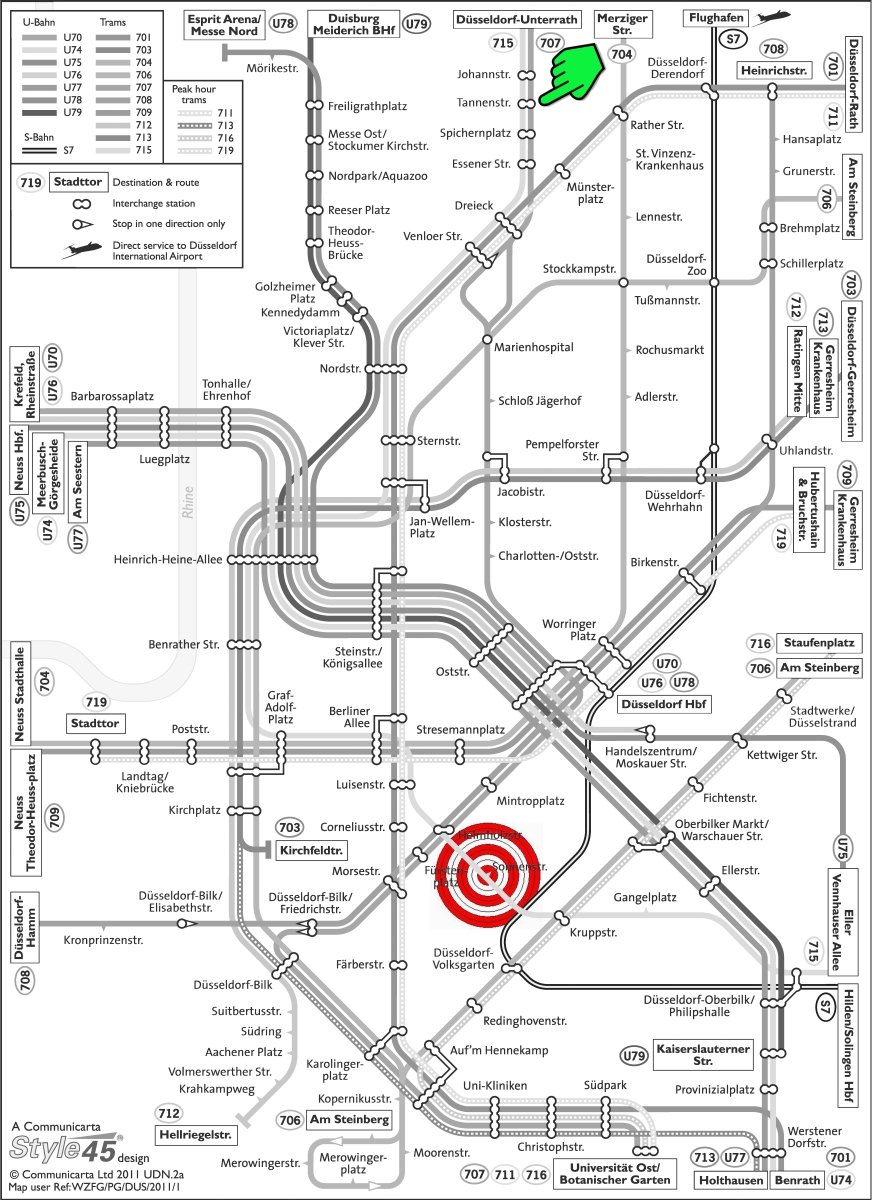 U-Bahn
Trams
U70
U74
U75
U76
U77
U78
U79
701
703
704
706
707
708
709
712
713
715
S-Bahn
S7
Peak hour
trams
711
713
716
719
719
Stadttor
Destination & route
Interchange station
Stop in one direction only
Direct service to Düsseldorf
International Airport
Esprit Arena/
Messe Nord
U78
Duisburg
Meiderich BHf
U79
Düsseldorf-Unterrath
715
707
Merziger
Str.
704
Flughafen
S7
708
Heinrichstr.
701
Düsseldorf-Rath
711
Mörikestr.
Freiligrathplatz
Messe Ost/
Stockumer Kirchstr.
Nordpark/Aquazoo
Reeser Platz
Theodor-
Heuss-
Brücke
Golzheimer
Platz
Kennedydamm
Victoriaplatz/
Klever Str.
Nordstr.
Johannstr.
Tannenstr.
Spichernplatz
Essener Str.
Dreieck
Venloer Str.
Münster-
platz
Düsseldorf-
Derendorf
Rather Str.
St. Vinzenz-
Krankenhaus
Lennestr.
Stockkampstr.
Düsseldorf-
Zoo
Tußmannstr.
Hansaplatz
Grunerstr.
Am Steinberg
706
Brehmplatz
Schillerplatz
703
Düsseldorf-Gerresheim
713
Gerresheim
Krankenhaus
712
Ratingen Mitte
Marienhospital
Rochusmarkt
Schloß Jägerhof
Adlerstr.
Krefeld,
Rheinstraße
U70
U76
Barbarossaplatz
Tonhalle/
Ehrenhof
Luegplatz
Neuss Hbf.
U75
Meerbusch-
Görgesheide
U74
Am Seestern
U77
Rhine
Sternstr.
Pempelforster
Str.
Uhlandstr.
Jacobistr.
Düsseldorf-
Wehrhahn
Jan-Wellem-
Platz
Klosterstr.
Charlotten-/Oststr.
Birkenstr.
Hubertushain
& Bruchstr.
719
709
Gerresheim
Krankenhaus
Heinrich-Heine-Allee
Benrather Str.
Steinstr./
Königsallee
Oststr.
Worringer
Platz
U70
U76
U78
Düsseldorf Hbf
716
Staufenplatz
706
Am Steinberg
Stadtwerke/
Düsselstrand
Neuss Stadthalle
704
719
Stadttor
Poststr.
Landtag/
Kniebrücke
Graf-
Adolf-
Platz
Berliner
Allee
Stresemannplatz
Handelszentrum/
Moskauer Str.
Kettwiger Str.
Neuss
Theodor-Heuss-platz
709
Kirchplatz
703
Kirchfeldtr.
Luisenstr.
Corneliusstr.
Mintropplatz
Fichtenstr.
Oberbilker Markt/
Warschauer Str.
Helmholzstr.
Sonnenstr.
Fürsten-
platz
Morsestr.
Ellerstr.
U75
Eller
Vennhauser Allee
Gangelplatz
Düsseldorf-
Hamm
708
Kronprinzenstr.
Düsseldorf-Bilk/
Elisabethstr.
Düsseldorf-Bilk/
Friedrichstr.
Kruppstr.
Düsseldorf-
Volksgarten
715
S7
Hilden/Solingen Hbf
Düsseldorf-Bilk
Färberstr.
Düsseldorf-Oberbilk/
Philipshalle
Suitbertusstr.
Südring
Aachener Platz
Volmerswerther Str.
Krahkampweg
Redinghovenstr.
U79
Kaiserslauterner
Str.
Auf'm Hennekamp
Karolinger-
platz
Kopernikusstr.
Uni-Kliniken
Südpark
Provinzialplatz
712
Hellriegelstr.
706
Am Steinberg
Merowingerstr.
Merowinger-
platz
Moorenstr.
Christophstr.
Werstener
Dorfstr.
707
711
716
Universität Ost/
Botanischer Garten
713
U77
Holthausen
Benrath
701
U74
A Communicarta
Style45®
design
© Communicarta Ltd 2011 UDN.2a
Map user Ref:WZFG/PG/DUS/2011/1